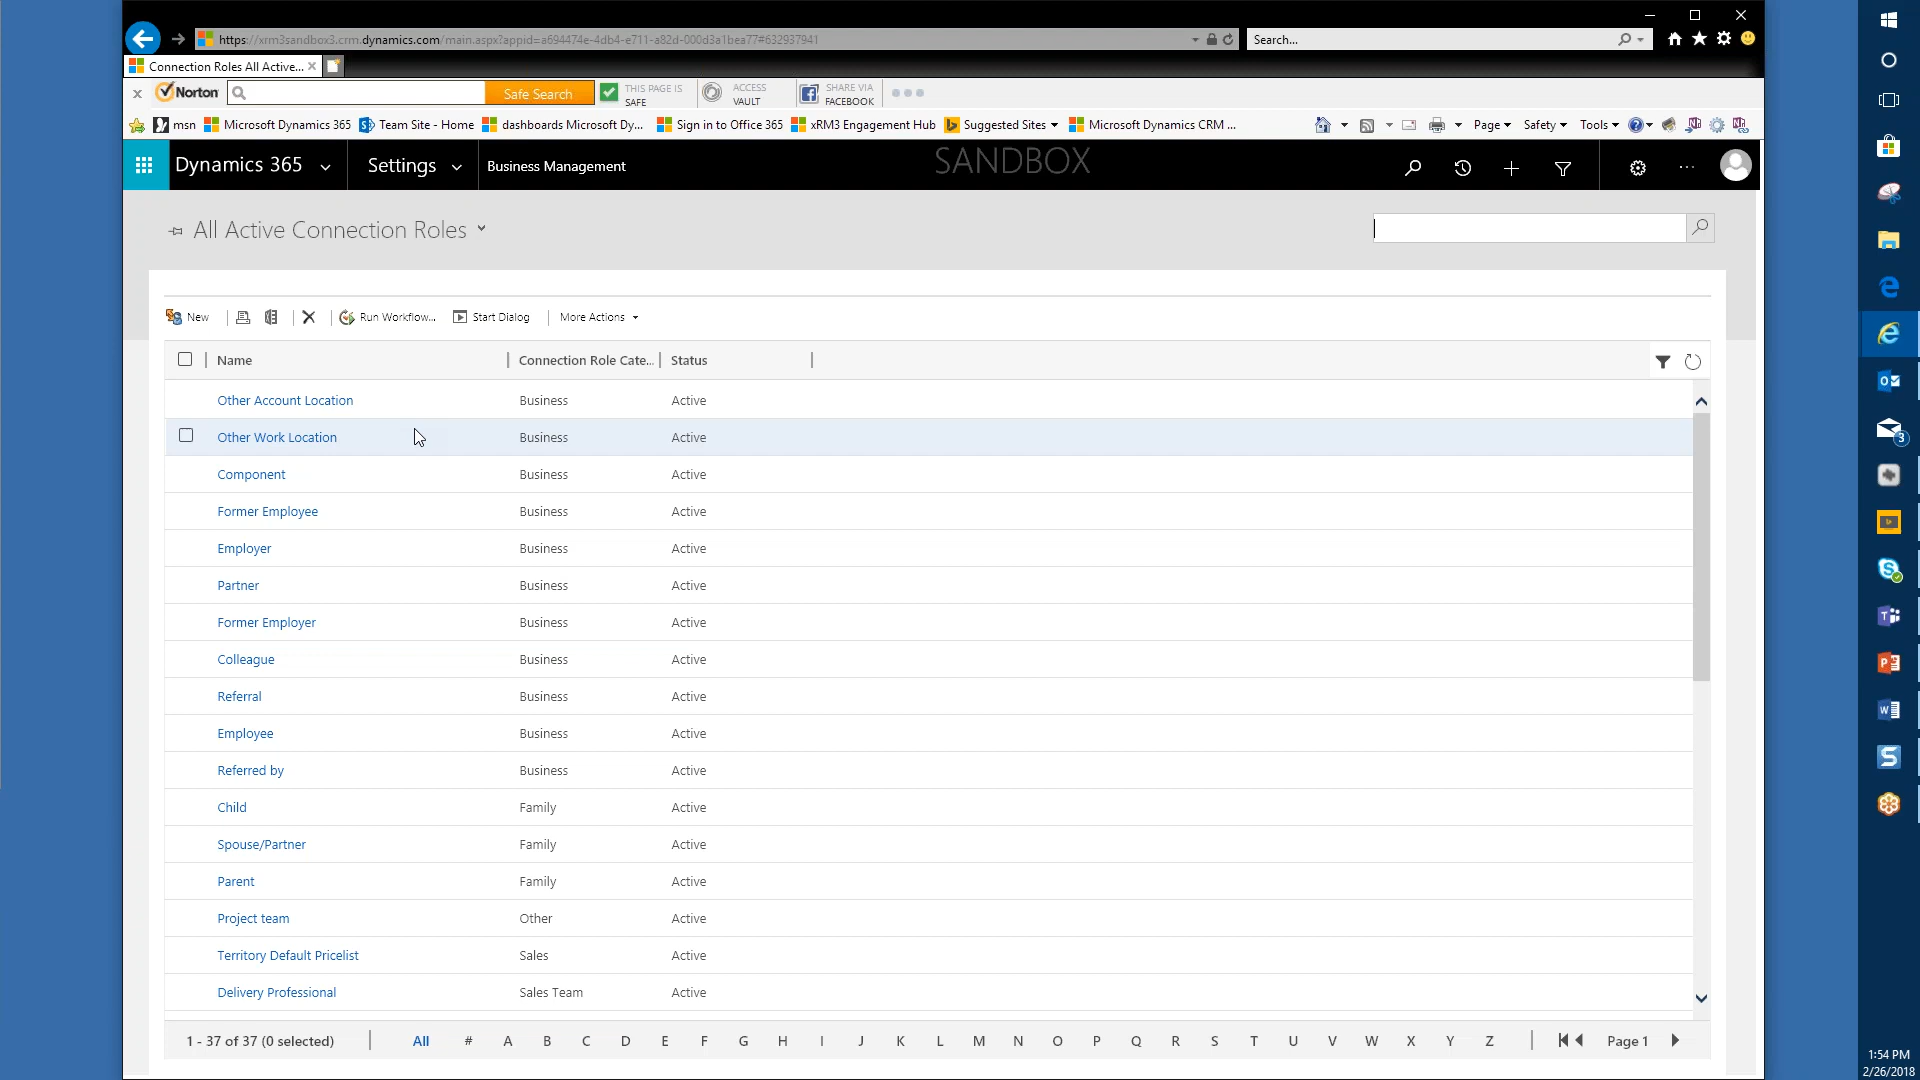 https://xrm3sandbox3.crm.dynamics.com/main.aspx?appid=a694474e-4db4-e711-a82d-000d3a1bea77#632937941
Search...
Connection Roles All Active...
Norton
Safe Search
THIS PAGE IS
SAFE
ACCESS
VAULT
SHARE VIA
FACEBOOK
msn
Microsoft Dynamics 365
Team Site - Home
dashboards Microsoft Dy...
Sign in to Office 365
xRM3 Engagement Hub
Suggested Sites
Microsoft Dynamics CRM ...
Page
Safety
Tools
Dynamics 365
Settings
Business Management
SANDBOX
All Active Connection Roles
New
Run Workflow...
Start Dialog
More Actions
Name Connection Role Cate... Status
Other Account Location Business Active
Other Work Location Business Active
Component Business Active
Former Employee Business Active
Employer Business Active
Partner Business Active
Former Employer Business Active
Colleague Business Active
Referral Business Active
Employee Business Active
Referred by Business Active
Child Family Active
Spouse/Partner Family Active
Parent Family Active
Project team Other Active
Territory Default Pricelist Sales Active
Delivery Professional Sales Team Active
1 - 37 of 37 (0 selected) All # A B C D E F G H I J K L M N O P Q R S T U V W X Y Z Page 1
3
1:54 PM
2/26/2018